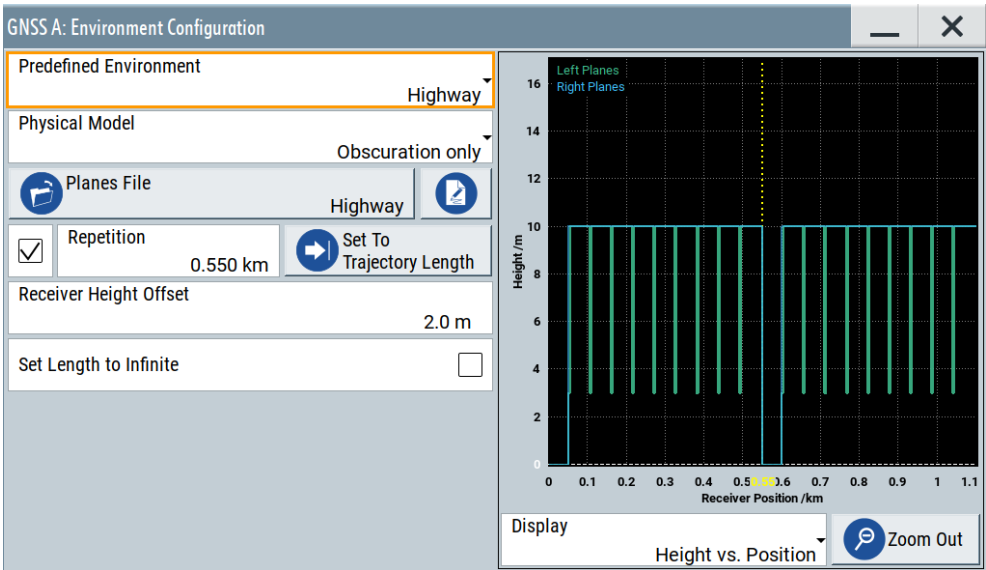 GNSS A: Environment Configuration
Predefined Environment
Highway
Physical Model
Obscuration only
Planes File
Highway
Repetition
0.550 km
Set To
Trajectory Length
Receiver Height Offset
2.0 m
Set Length to Infinite
Left Planes
Right Planes
16
14
12
10
8
6
4
2
0
Height /m
0 0.1 0.2 0.3 0.4 0.5 0.6 0.7 0.8 0.9 1 1.1
Receiver Position /km
Display
Height vs. Position
Zoom Out